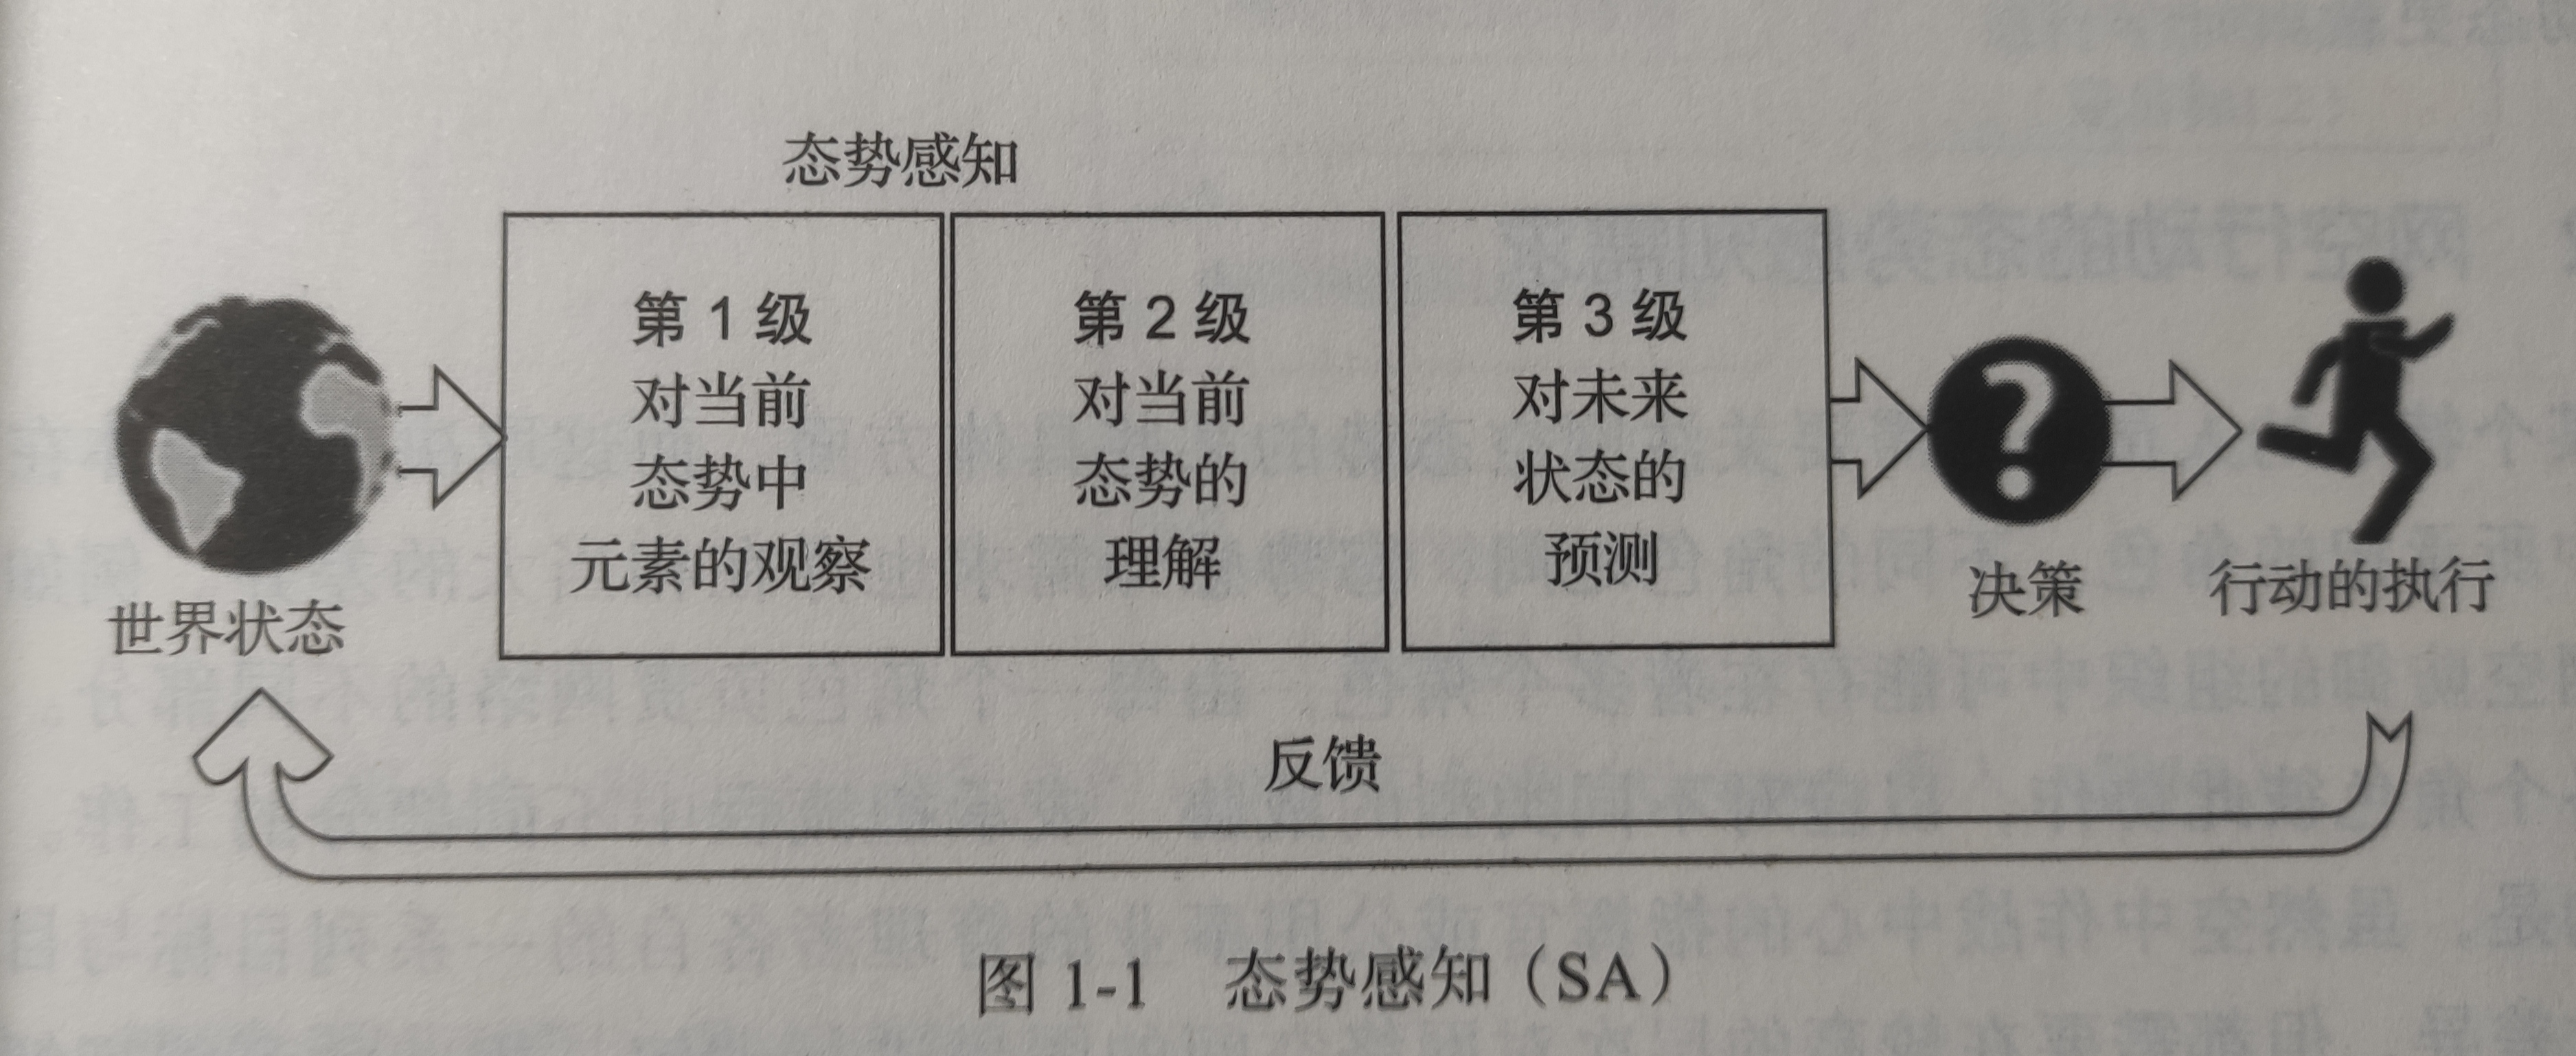 态势感知
第 1 级
对当前
态势中
元素的观察
第 2 级
对当前
态势的
理解
第 3 级
对未来
状态的
预测
世界状态
决策
行动的执行
反馈
图 1-1 态势感知（SA）